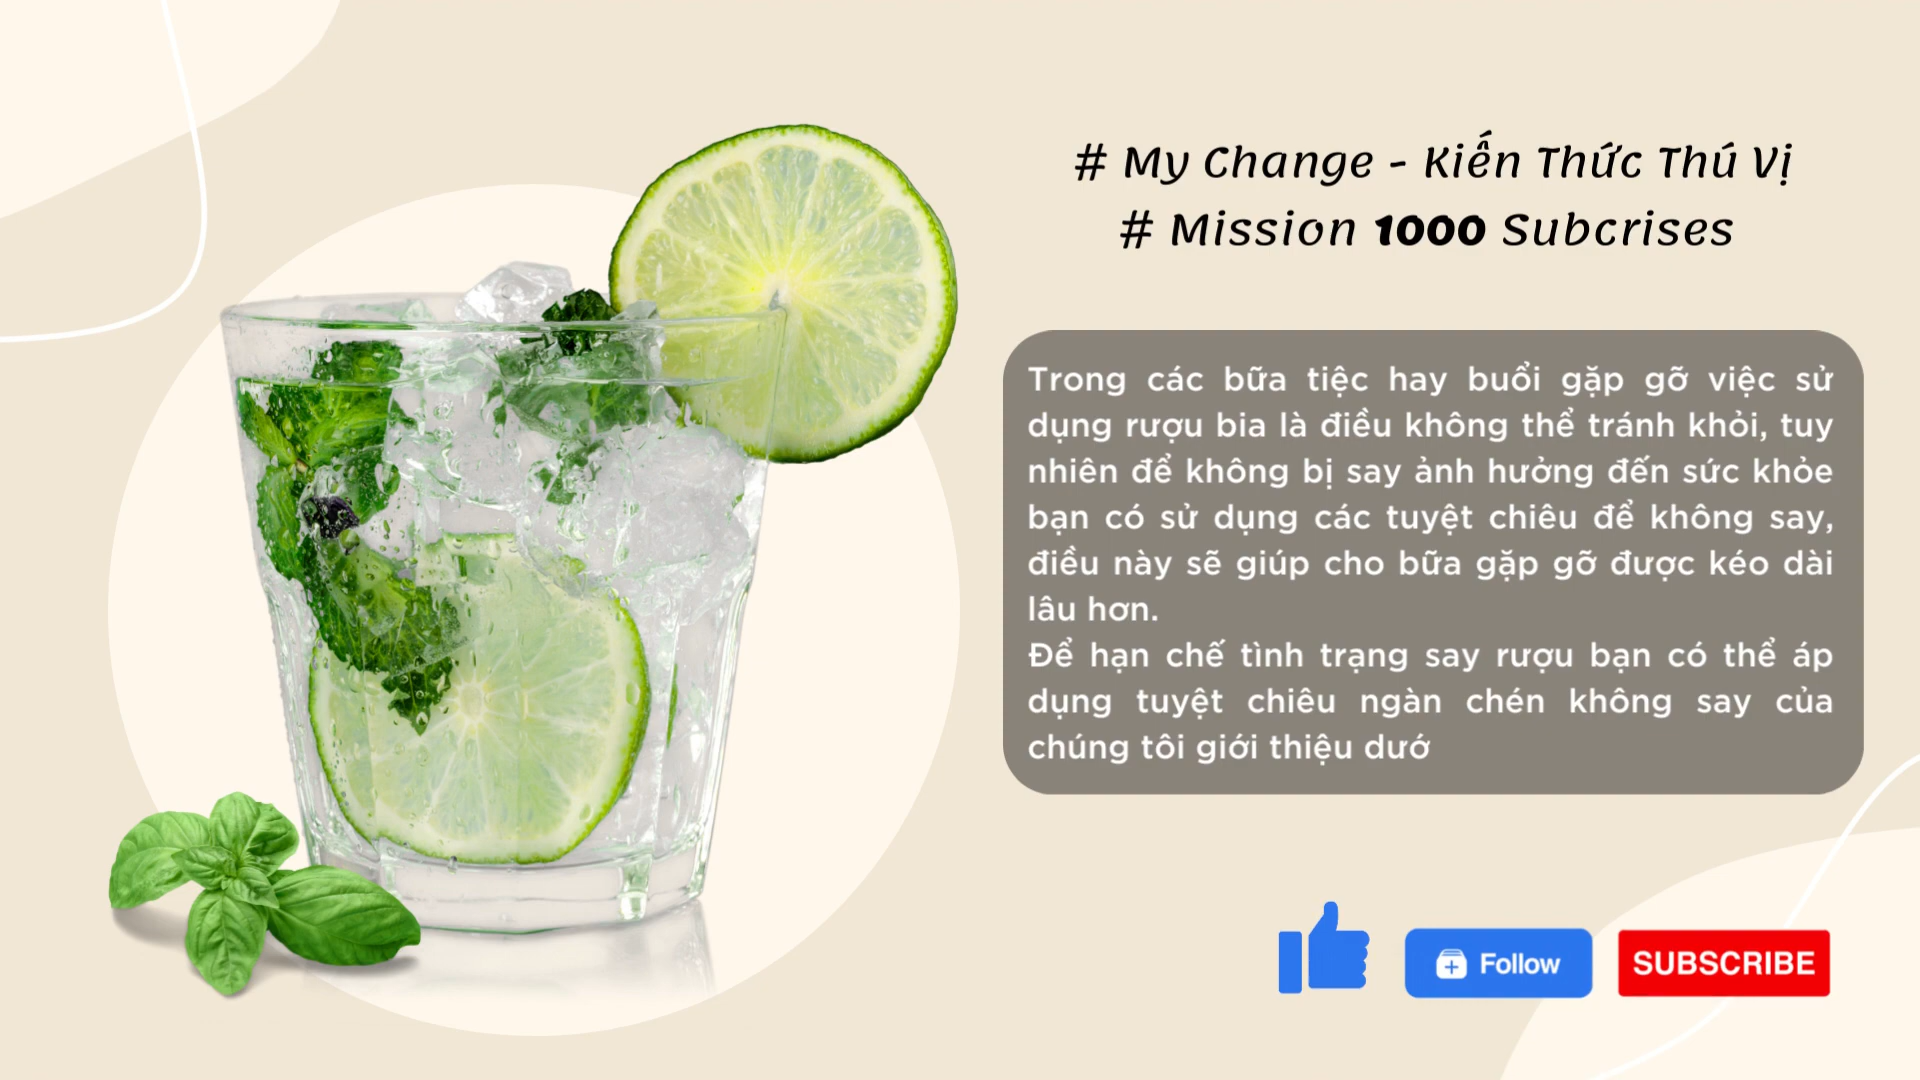 # My Change - Kiến Thức Thú Vị
# Mission 1000 Subcrises
Trong các bữa tiệc hay buổi gặp gỡ việc sử
dụng rượu bia là điều không thể tránh khỏi, tuy
nhiên để không bị say ảnh hưởng đến sức khỏe
bạn có sử dụng các tuyệt chiêu để không say,
điều này sẽ giúp cho bữa gặp gỡ được kéo dài
lâu hơn.
Để hạn chế tình trạng say rượu bạn có thể áp
dụng tuyệt chiêu ngàn chén không say của
chúng tôi giới thiệu dướ
Follow
SUBSCRIBE